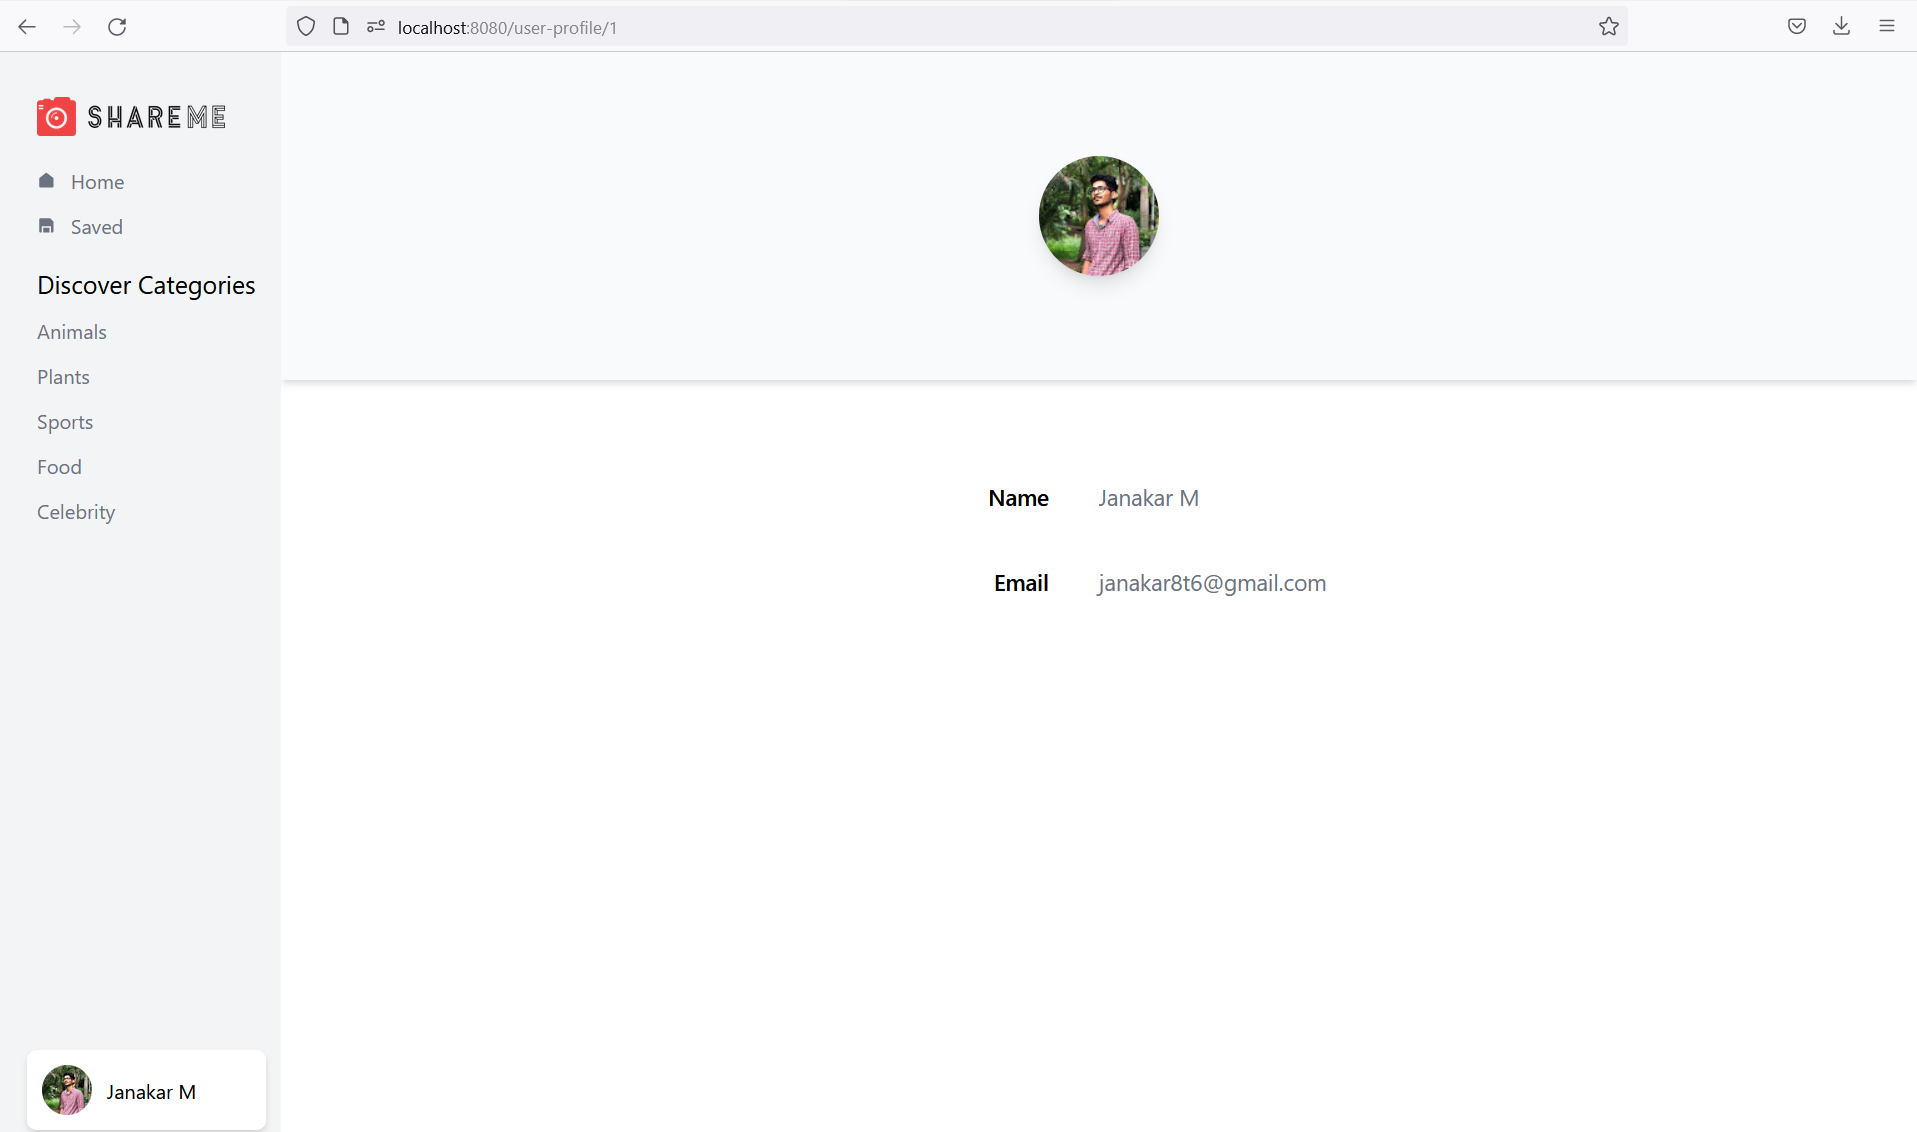 localhost:8080/user-profile/1
SHAREME
Home
Saved
Discover Categories
Animals
Plants
Sports
Food
Celebrity
Name Janakar M
Email janakar8t6@gmail.com
Janakar M